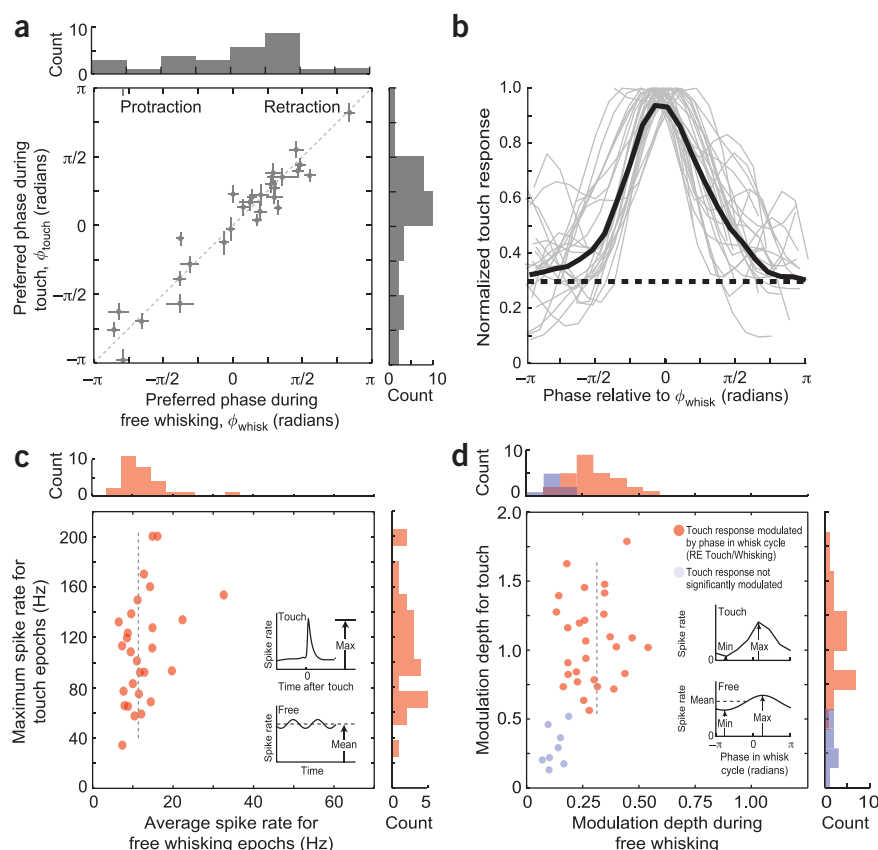 a
Count
10
0
Protraction
Retraction
Preferred phase during
touch, ϕtouch (radians)
π
π/2
0
−π/2
−π
−π
−π/2
0
π/2
π
Preferred phase during
free whisking, ϕwhisk (radians)
0
10
Count
b
Normalized touch response
1.0
0.8
0.6
0.4
0.2
0
−π
−π/2
0
π/2
π
Phase relative to ϕwhisk (radians)
c
Count
10
0
Maximum spike rate for
touch epochs (Hz)
200
160
120
80
40
0
0
20
40
60
Average spike rate for
free whisking epochs (Hz)
Touch
Spike rate
Max
0
Time after touch
Free
Spike rate
Mean
Time
0
5
Count
d
Count
10
0
Modulation depth for touch
2.0
1.5
1.0
0.5
0
0
0.25
0.50
0.75
1.00
Modulation depth during
free whisking
Touch response modulated
by phase in whisk cycle
(RE Touch/Whisking)
Touch response not
significantly modulated
Touch
Spike rate
Min
Max
0
Free
Spike rate
Mean
Min
Max
0
−π
0
π
Phase in whisk
cycle (radians)
0
10
Count